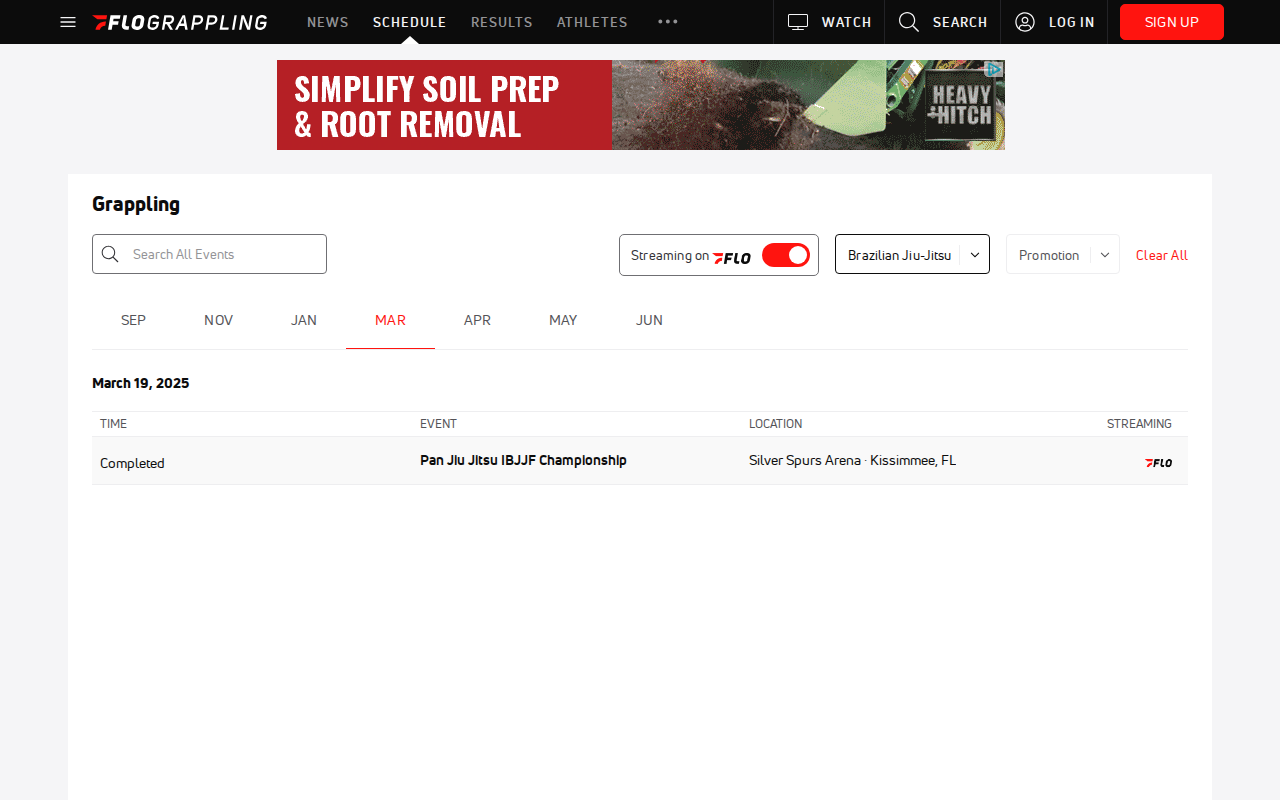 FLOGRAPPLING NEWS SCHEDULE RESULTS ATHLETES WATCH SEARCH LOG IN SIGN UP
SIMPLIFY SOIL PREP
& ROOT REMOVAL
HEAVY
HITCH
Grappling
Search All Events Streaming on FLO Brazilian Jiu-Jitsu Promotion Clear All
SEP NOV JAN MAR APR MAY JUN
March 19, 2025
TIME EVENT LOCATION STREAMING
Completed Pan Jiu Jitsu IBJJF Championship Silver Spurs Arena · Kissimmee, FL FLO